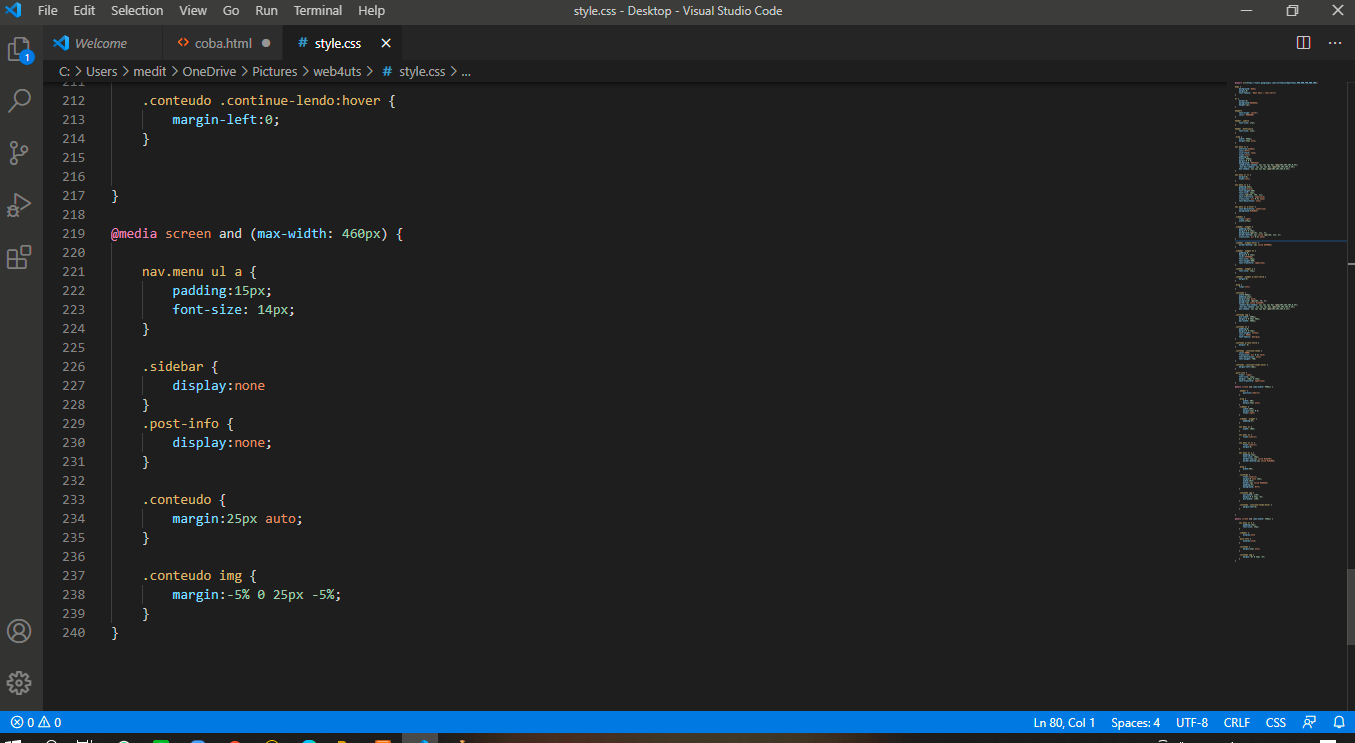 File Edit Selection View Go Run Terminal Help style.css - Desktop - Visual Studio Code
1
Welcome coba.html style.css
C: > Users > medit > OneDrive > Pictures > web4uts > # style.css > ...
211
212 .conteudo .continue-lendo:hover {
213 margin-left:0;
214 }
215
216
217 }
218
219 @media screen and (max-width: 460px) {
220
221 nav.menu ul a {
222 padding:15px;
223 font-size: 14px;
224 }
225
226 .sidebar {
227 display:none
228 }
229 .post-info {
230 display:none;
231 }
232
233 .conteudo {
234 margin:25px auto;
235 }
236
237 .conteudo img {
238 margin:-5% 0 25px -5%;
239 }
240 }
0 0 Ln 80, Col 1 Spaces: 4 UTF-8 CRLF CSS